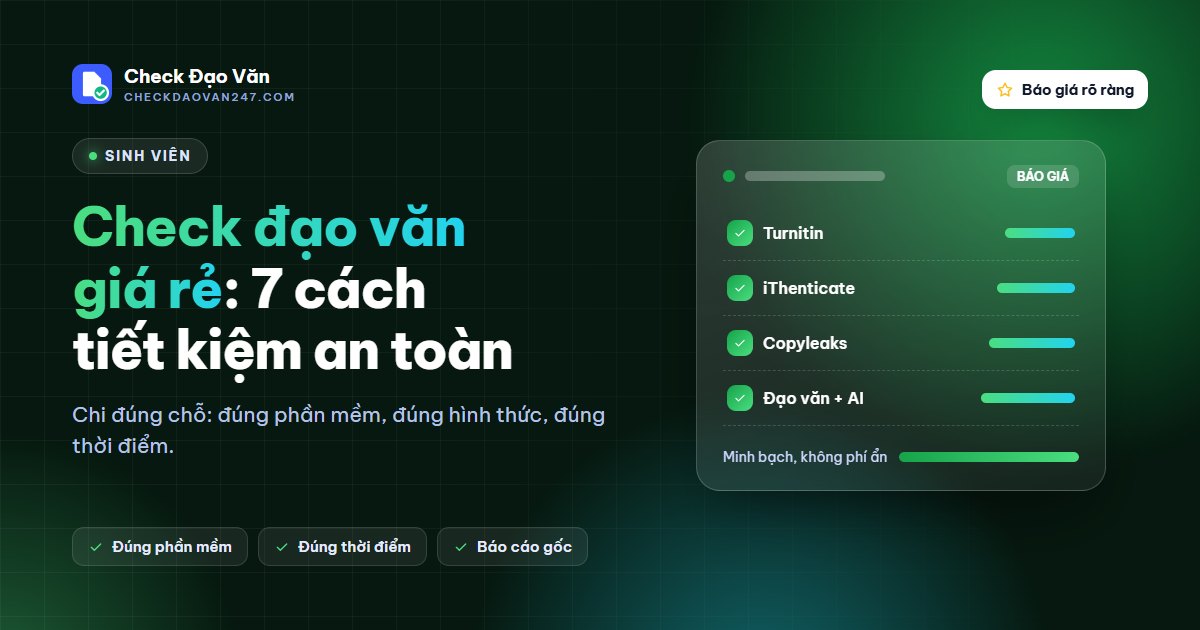 Check Đạo Văn
CHECKDAOVAN247.COM
Báo giá rõ ràng
SINH VIÊN
Check đạo văn
giá rẻ: 7 cách
tiết kiệm an toàn
Chi đúng chỗ: đúng phần mềm, đúng hình thức, đúng
thời điểm.
Đúng phần mềm
Đúng thời điểm
Báo cáo gốc
BÁO GIÁ
Turnitin
iThenticate
Copyleaks
Đạo văn + AI
Minh bạch, không phí ẩn